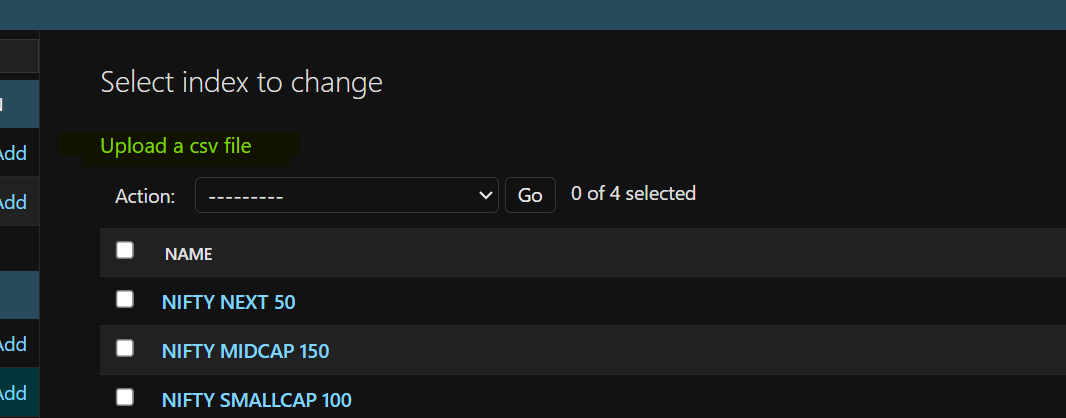 Select index to change
Upload a csv file
Add
Action: --------- Go 0 of 4 selected
Add
NAME
NIFTY NEXT 50
Add
NIFTY MIDCAP 150
Add
NIFTY SMALLCAP 100